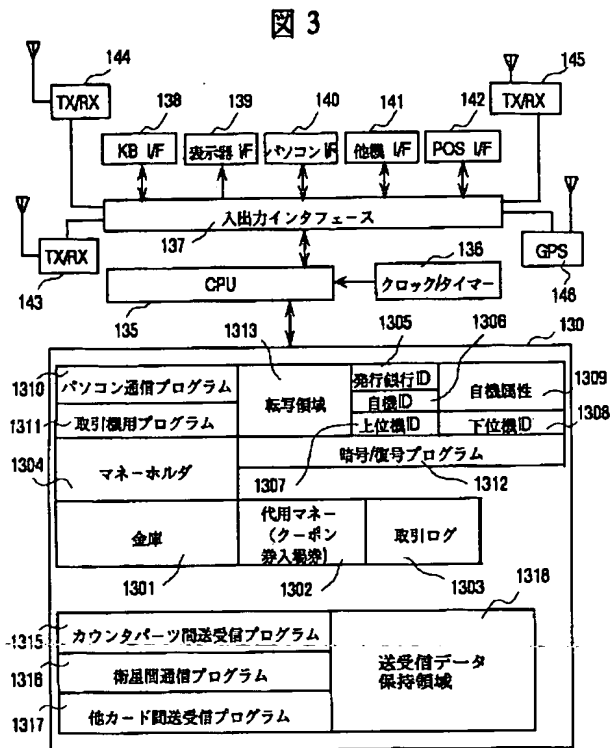 図 3
144
145
TX/RX
138
139
140
141
142
TX/RX
KB I/F
表示器 I/F
パソコン I/F
他機 I/F
POS I/F
入出力インタフェース
137
TX/RX
143
136
GPS
146
CPU
クロック/タイマー
135
1313
1305
1306
130
1310
パソコン通信プログラム
転写領域
発行銀行ID
自機属性
1309
自機ID
1311
取引機用プログラム
上位機ID
下位機ID
1308
1304
マネーホルダ
1307
暗号/復号プログラム
1312
金庫
代用マネー
(クーポン
券入場券)
取引ログ
1301
1302
1303
1318
1315
カウンタパーツ間送受信プログラム
送受信データ
保持領域
1316
衛星間通信プログラム
1317
他カード間送受信プログラム